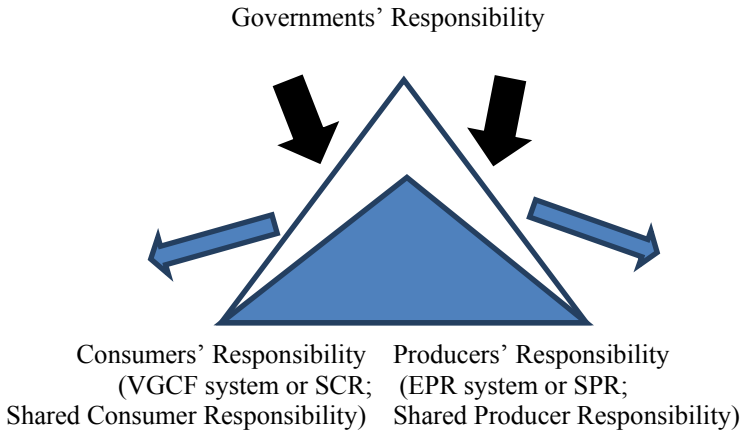 Governments’ Responsibility
Consumers’ Responsibility
(VGCF system or SCR;
Shared Consumer Responsibility)
Producers’ Responsibility
(EPR system or SPR;
Shared Producer Responsibility)